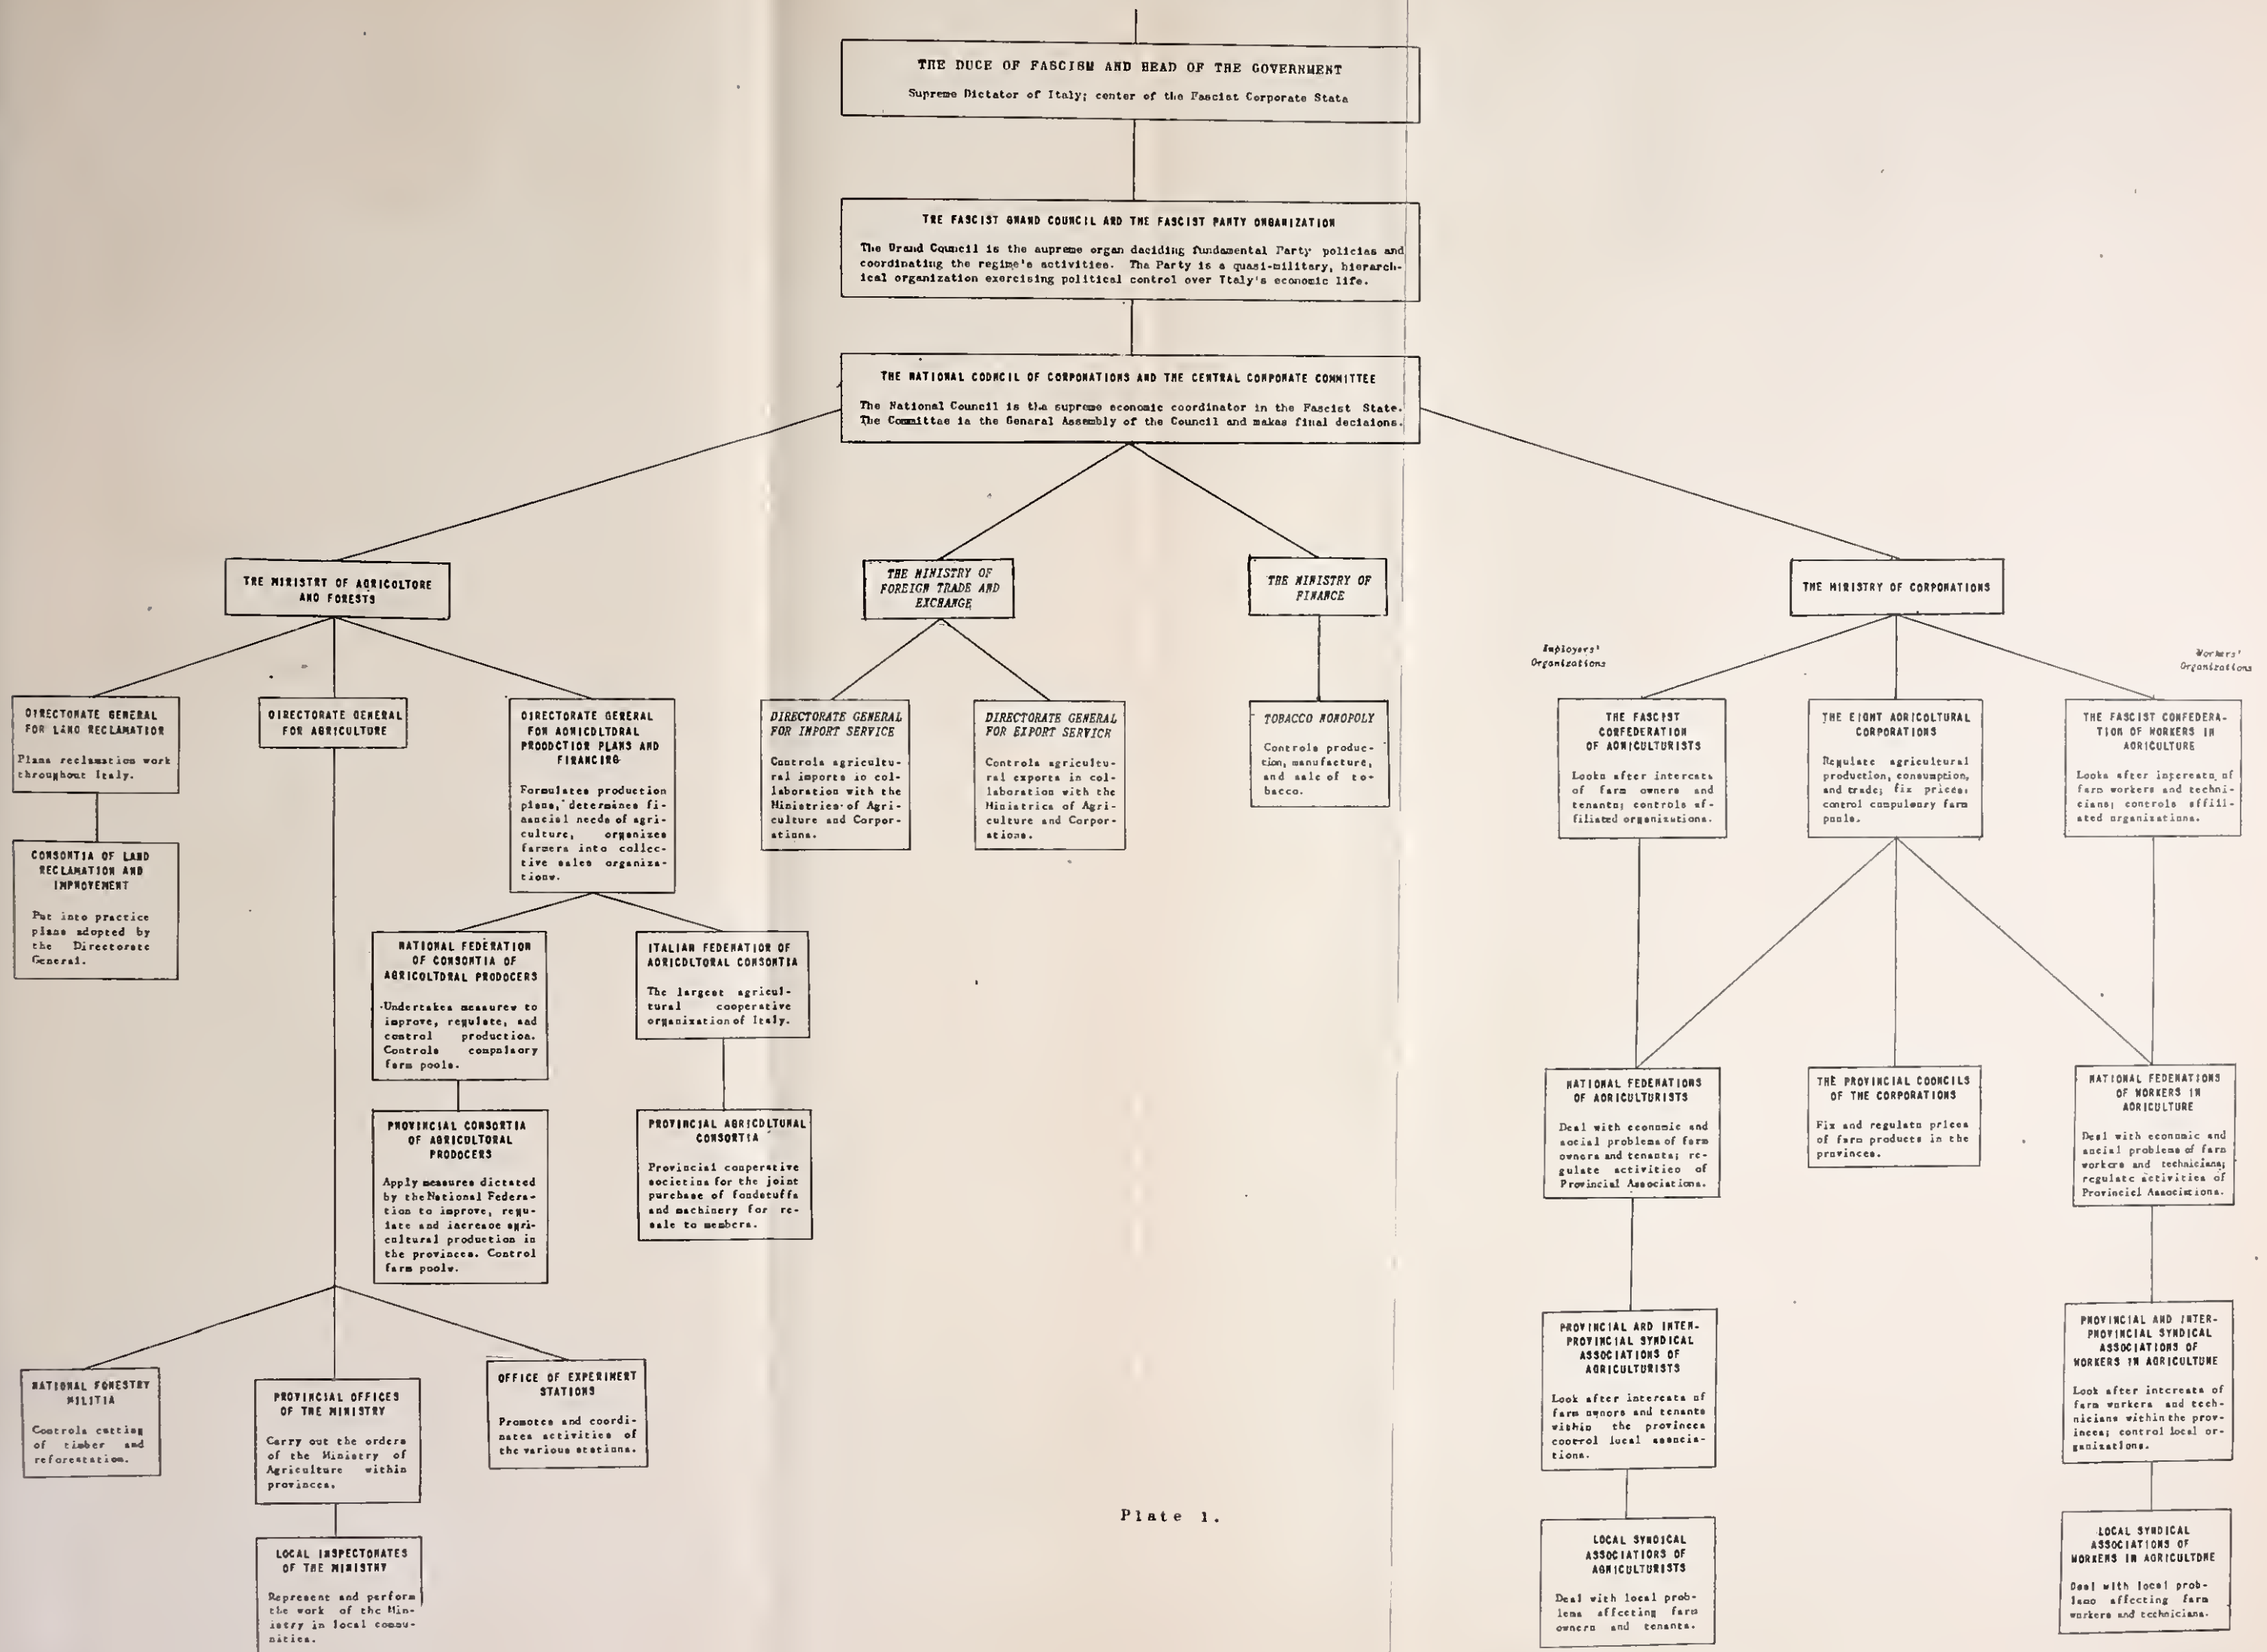 THE DUCE OF FASCISM AND HEAD OF THE GOVERNMENT
Supreme Dictator of Italy; center of the Fascist Corporate State
THE FASCIST GRAND COUNCIL AND THE FASCIST PARTY ORGANIZATION
The Grand Council is the supreme organ deciding fundamental Party policies and
coordinating the regime's activities. The Party is a quasi-military, hierarch-
ical organization exercising political control over Italy's economic life.
THE NATIONAL COUNCIL OF CORPORATIONS AND THE CENTRAL CORPORATE COMMITTEE
The National Council is the supreme economic coordinator in the Fascist State.
The Committee is the General Assembly of the Council and makes final decisions.
THE MINISTRY OF AGRICULTURE
AND FORESTS
THE MINISTRY OF
FOREIGN TRADE AND
EXCHANGE
THE MINISTRY OF
FINANCE
THE MINISTRY OF CORPORATIONS
Employers'
Organizations
Workers'
Organizations
DIRECTORATE GENERAL
FOR LAND RECLAMATION
Plans reclamation work
throughout Italy.
DIRECTORATE GENERAL
FOR AGRICULTURE
DIRECTORATE GENERAL
FOR AGRICULTURAL
PRODUCTION PLANS AND
FINANCING
Formulates production
plans, determines fi-
nancial needs of agri-
culture, organizes
farmers into collec-
tive sales organiza-
tions.
DIRECTORATE GENERAL
FOR IMPORT SERVICE
Controls agricultu-
ral imports in col-
laboration with the
Ministries of Agri-
culture and Corpor-
ations.
DIRECTORATE GENERAL
FOR EXPORT SERVICE
Controls agricultu-
ral exports in col-
laboration with the
Ministries of Agri-
culture and Corpor-
ations.
TOBACCO MONOPOLY
Controls produc-
tion, manufacture,
and sale of to-
bacco.
THE FASCIST
CONFEDERATION
OF AGRICULTURISTS
Looks after interests
of farm owners and
tenants; controls af-
filiated organizations.
THE EIGHT AGRICULTURAL
CORPORATIONS
Regulate agricultural
production, consumption,
and trade; fix prices;
control compulsory farm
pools.
THE FASCIST CONFEDERA-
TION OF WORKERS IN
AGRICULTURE
Looks after interests of
farm workers and techni-
cians; controls affili-
ated organizations.
CONSORTIA OF LAND
RECLAMATION AND
IMPROVEMENT
Put into practice
plans adopted by
the Directorate
General.
NATIONAL FEDERATION
OF CONSORTIA OF
AGRICULTURAL PRODUCERS
Undertakes measures to
improve, regulate, and
control production.
Controls compulsory
farm pools.
ITALIAN FEDERATION OF
AGRICULTURAL CONSORTIA
The largest agricul-
tural cooperative
organization of Italy.
PROVINCIAL CONSORTIA
OF AGRICULTURAL
PRODUCERS
Apply measures dictated
by the National Federa-
tion to improve, regu-
late and increase agri-
cultural production in
the provinces. Control
farm pools.
PROVINCIAL AGRICULTURAL
CONSORTIA
Provincial cooperative
societies for the joint
purchase of foodstuffs
and machinery for re-
sale to members.
NATIONAL FEDERATIONS
OF AGRICULTURISTS
Deal with economic and
social problems of farm
owners and tenants; re-
gulate activities of
Provincial Associations.
THE PROVINCIAL COUNCILS
OF THE CORPORATIONS
Fix and regulate prices
of farm products in the
provinces.
NATIONAL FEDERATIONS
OF WORKERS IN
AGRICULTURE
Deal with economic and
social problems of farm
workers and technicians;
regulate activities of
Provincial Associations.
NATIONAL FORESTRY
MILITIA
Controls cutting
of timber and
reforestation.
PROVINCIAL OFFICES
OF THE MINISTRY
Carry out the orders
of the Ministry of
Agriculture within
provinces.
OFFICE OF EXPERIMENT
STATIONS
Promotes and coordi-
nates activities of
the various stations.
PROVINCIAL AND INTER-
PROVINCIAL SYNDICAL
ASSOCIATIONS OF
AGRICULTURISTS
Look after interests of
farm owners and tenants
within the provinces
control local associa-
tions.
PROVINCIAL AND INTER-
PROVINCIAL SYNDICAL
ASSOCIATIONS OF
WORKERS IN AGRICULTURE
Look after interests of
farm workers and tech-
nicians within the prov-
inces; control local or-
ganizations.
LOCAL INSPECTORATES
OF THE MINISTRY
Represent and perform
the work of the Min-
istry in local commu-
nities.
LOCAL SYNDICAL
ASSOCIATIONS OF
AGRICULTURISTS
Deal with local prob-
lems affecting farm
owners and tenants.
LOCAL SYNDICAL
ASSOCIATIONS OF
WORKERS IN AGRICULTURE
Deal with local prob-
lems affecting farm
workers and technicians.
Plate 1.